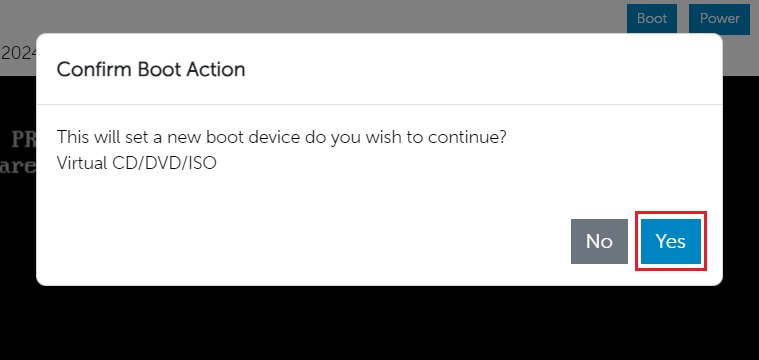 Boot Power
2024
Confirm Boot Action
This will set a new boot device do you wish to continue?
Virtual CD/DVD/ISO
PR
are
No Yes